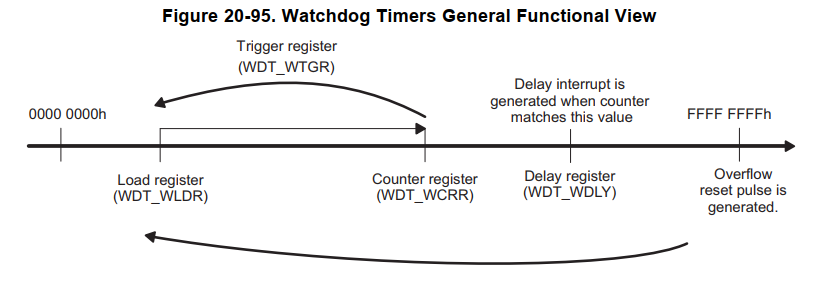 Figure 20-95. Watchdog Timers General Functional View
Trigger register
(WDT_WTGR)
Delay interrupt is
generated when counter
matches this value
0000 0000h
FFFF FFFFh
Load register
(WDT_WLDR)
Counter register
(WDT_WCRR)
Delay register
(WDT_WDLY)
Overflow
reset pulse is
generated.